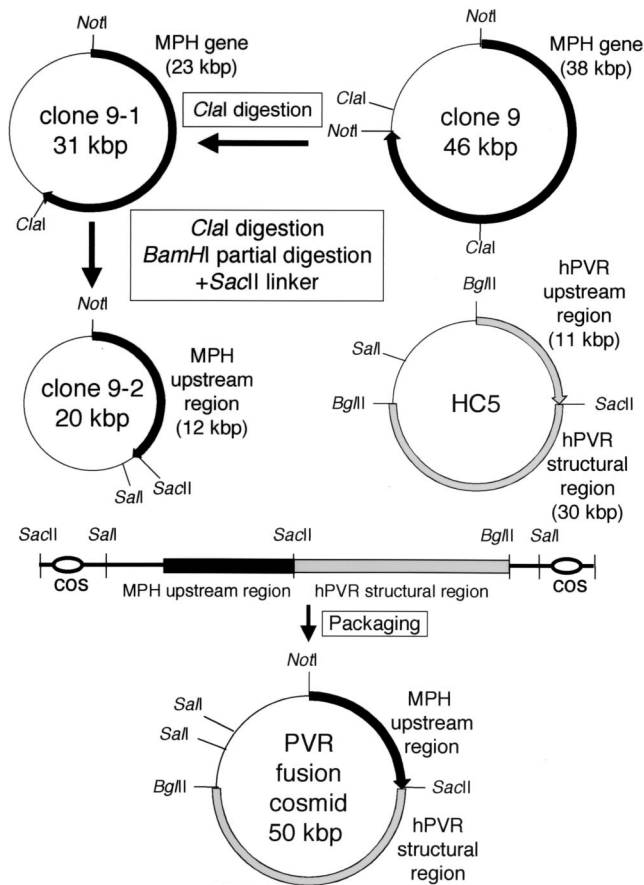 NotI
MPH gene
(23 kbp)
clone 9-1
31 kbp
ClaI
ClaI digestion
NotI
MPH gene
(38 kbp)
ClaI
NotI
clone 9
46 kbp
ClaI
ClaI digestion
BamHI partial digestion
+SacII linker
NotI
clone 9-2
20 kbp
MPH
upstream
region
(12 kbp)
SacII
SalI
BglII
hPVR
upstream
region
(11 kbp)
SalI
BglII
HC5
SacII
hPVR
structural
region
(30 kbp)
SacII
SalI
SacII
BglII
SalI
cos
MPH upstream region
hPVR structural region
cos
Packaging
NotI
MPH
upstream
region
SalI
SalI
BglII
PVR
fusion
cosmid
50 kbp
SacII
hPVR
structural
region